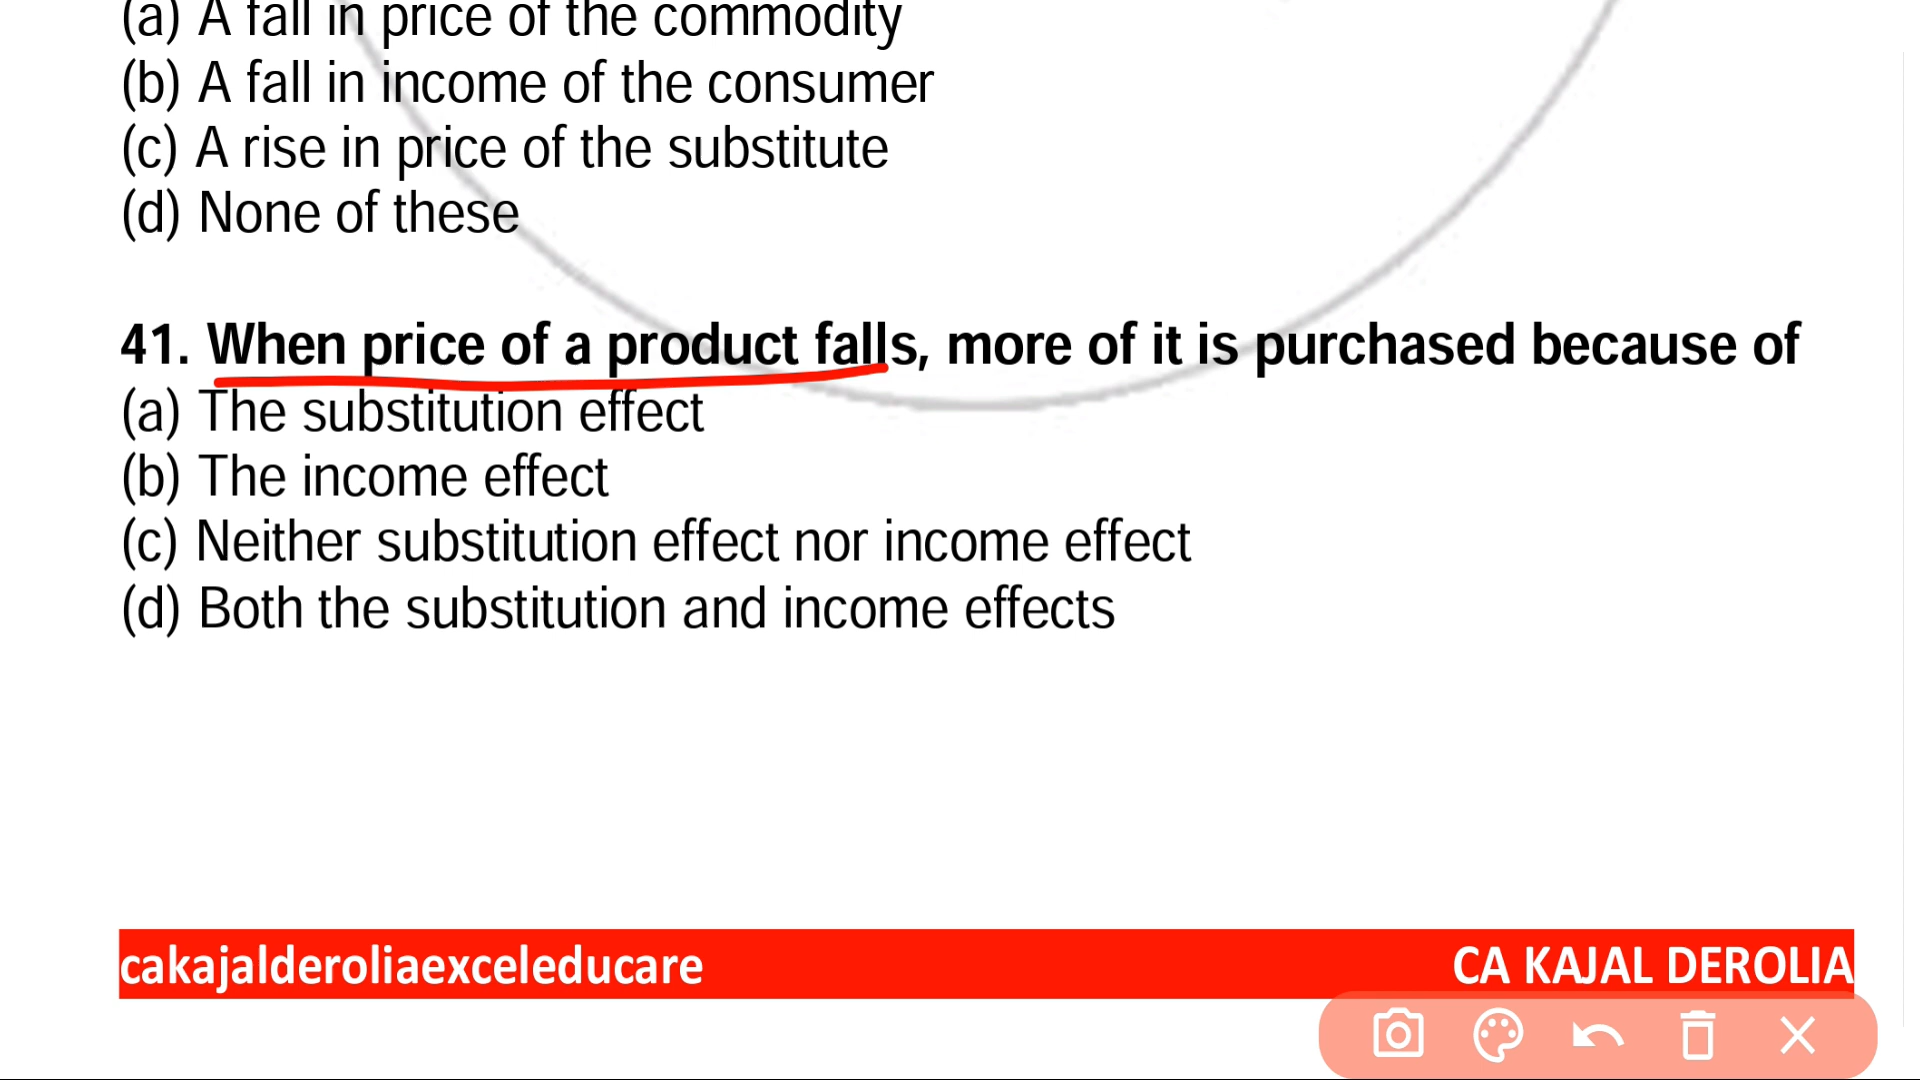 (a) A fall in price of the commodity
(b) A fall in income of the consumer
(c) A rise in price of the substitute
(d) None of these
41. When price of a product falls, more of it is purchased because of
(a) The substitution effect
(b) The income effect
(c) Neither substitution effect nor income effect
(d) Both the substitution and income effects
cakajalderoliaexceleducare
CA KAJAL DEROLIA